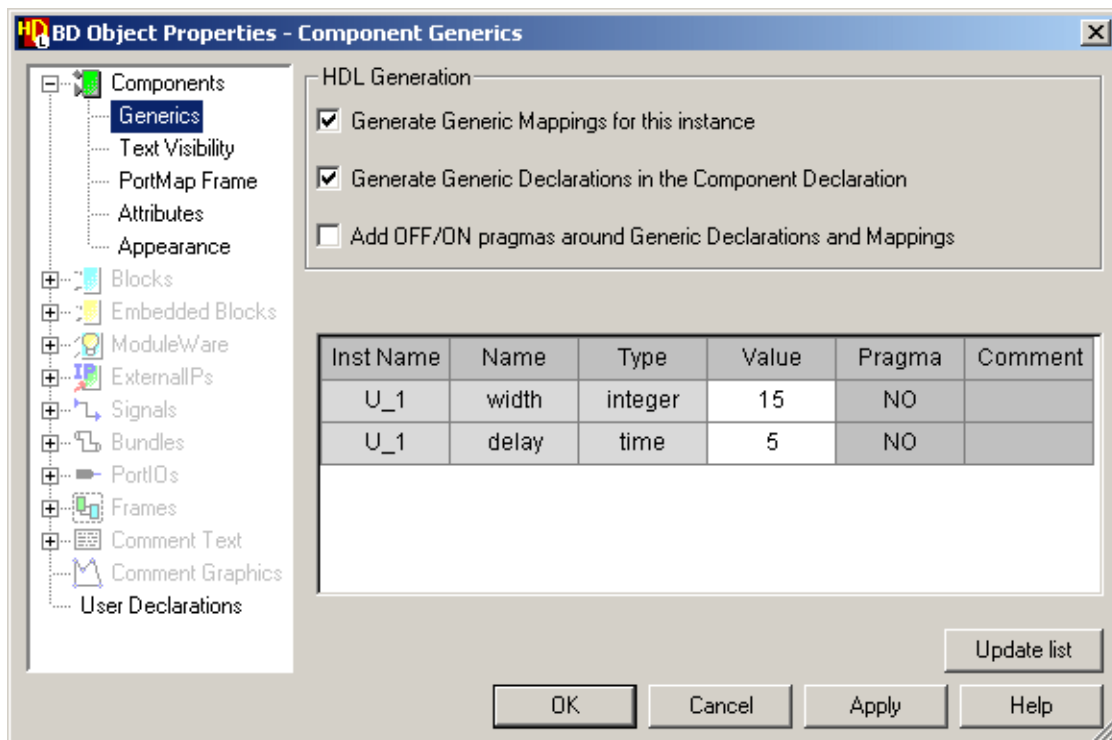 HDL BD Object Properties - Component Generics
Components
Generics
Text Visibility
PortMap Frame
Attributes
Appearance
Blocks
Embedded Blocks
ModuleWare
IP ExternalIPs
Signals
Bundles
PortIOs
Frames
Comment Text
Comment Graphics
User Declarations
HDL Generation
Generate Generic Mappings for this instance
Generate Generic Declarations in the Component Declaration
Add OFF/ON pragmas around Generic Declarations and Mappings
Inst Name Name Type Value Pragma Comment
U_1 width integer 15 NO
U_1 delay time 5 NO
Update list
OK Cancel Apply Help